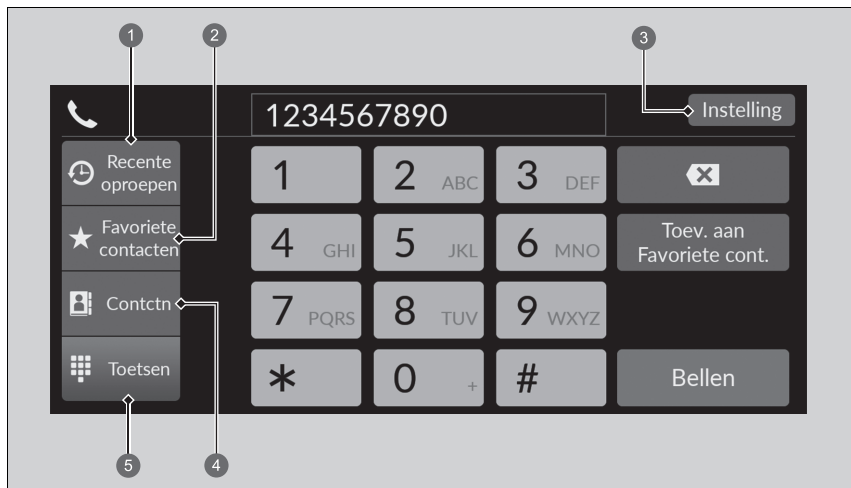 1 2 3
1234567890 Instelling
Recente
oproepen
1 2 ABC 3 DEF
Favoriete
contacten
4 GHI 5 JKL 6 MNO
Toev. aan
Favoriete cont.
Contctn
7 PQRS 8 TUV 9 WXYZ
Toetsen
* 0 + # Bellen
5 4